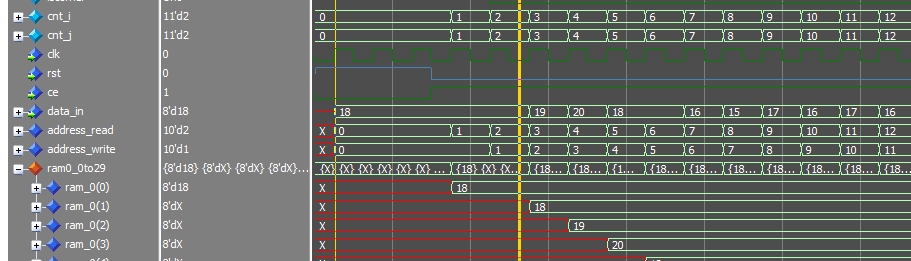 cnt_i 11'd2 0 1 2 3 4 5 6 7 8 9 10 11 12
cnt_j 11'd2 0 1 2 3 4 5 6 7 8 9 10 11 12
clk 0
rst 0
ce 1
data_in 8'd18 18 19 20 18 16 15 17 16 17 16
address_read 10'd2 X 0 1 2 3 4 5 6 7 8 9 10 11 12
address_write 10'd1 X 0 1 2 3 4 5 6 7 8 9 10 11
ram0_0to29 {8'd18} {8'dX} {8'dX} {8'dX}... {X} {X} {X} {X} {X} {X} ... {18} {X} {X... {18... {18... {1... {18... {18... {18... {18... {18... {18... {18...
ram_0(0) 8'd18 X 18
ram_0(1) 8'dX X 18
ram_0(2) 8'dX X 19
ram_0(3) 8'dX X 20